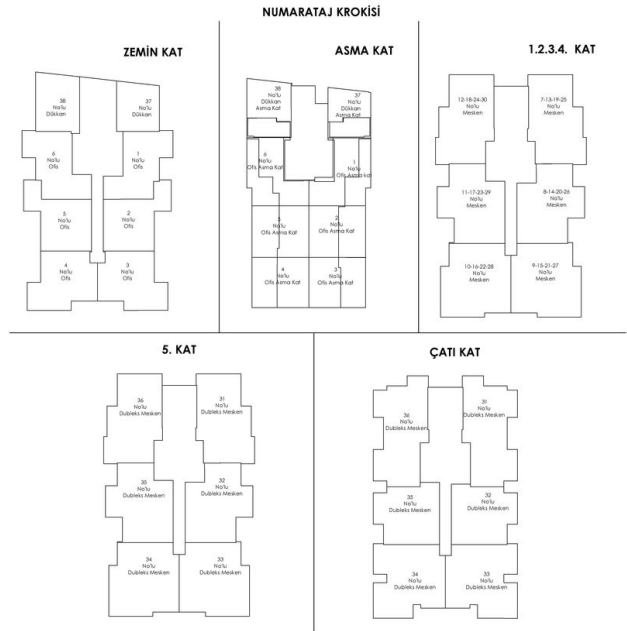 NUMARATAJ KROKİSİ
ZEMİN KAT
38
No'lu
Dükkan
37
No'lu
Dükkan
6
No'lu
Ofis
1
No'lu
Ofis
5
No'lu
Ofis
2
No'lu
Ofis
4
No'lu
Ofis
3
No'lu
Ofis
ASMA KAT
38
No'lu
Dükkan
Asma Kat
37
No'lu
Dükkan
Asma Kat
6
No'lu
Ofis Asma Kat
1
No'lu
Ofis Asma kat
5
No'lu
Ofis Asma Kat
2
No'lu
Ofis Asma Kat
4
No'lu
Ofis Asma Kat
3
No'lu
Ofis Asma Kat
1.2.3.4. KAT
12-18-24-30
No'lu
Mesken
7-13-19-25
No'lu
Mesken
11-17-23-29
No'lu
Mesken
8-14-20-26
No'lu
Mesken
10-16-22-28
No'lu
Mesken
9-15-21-27
No'lu
Mesken
5. KAT
36
No'lu
Dubleks Mesken
31
No'lu
Dubleks Mesken
35
No'lu
Dubleks Mesken
32
No'lu
Dubleks Mesken
34
No'lu
Dubleks Mesken
33
No'lu
Dubleks Mesken
ÇATI KAT
36
No'lu
Dubleks Mesken
31
No'lu
Dubleks Mesken
35
No'lu
Dubleks Mesken
32
No'lu
Dubleks Mesken
34
No'lu
Dubleks Mesken
33
No'lu
Dubleks Mesken